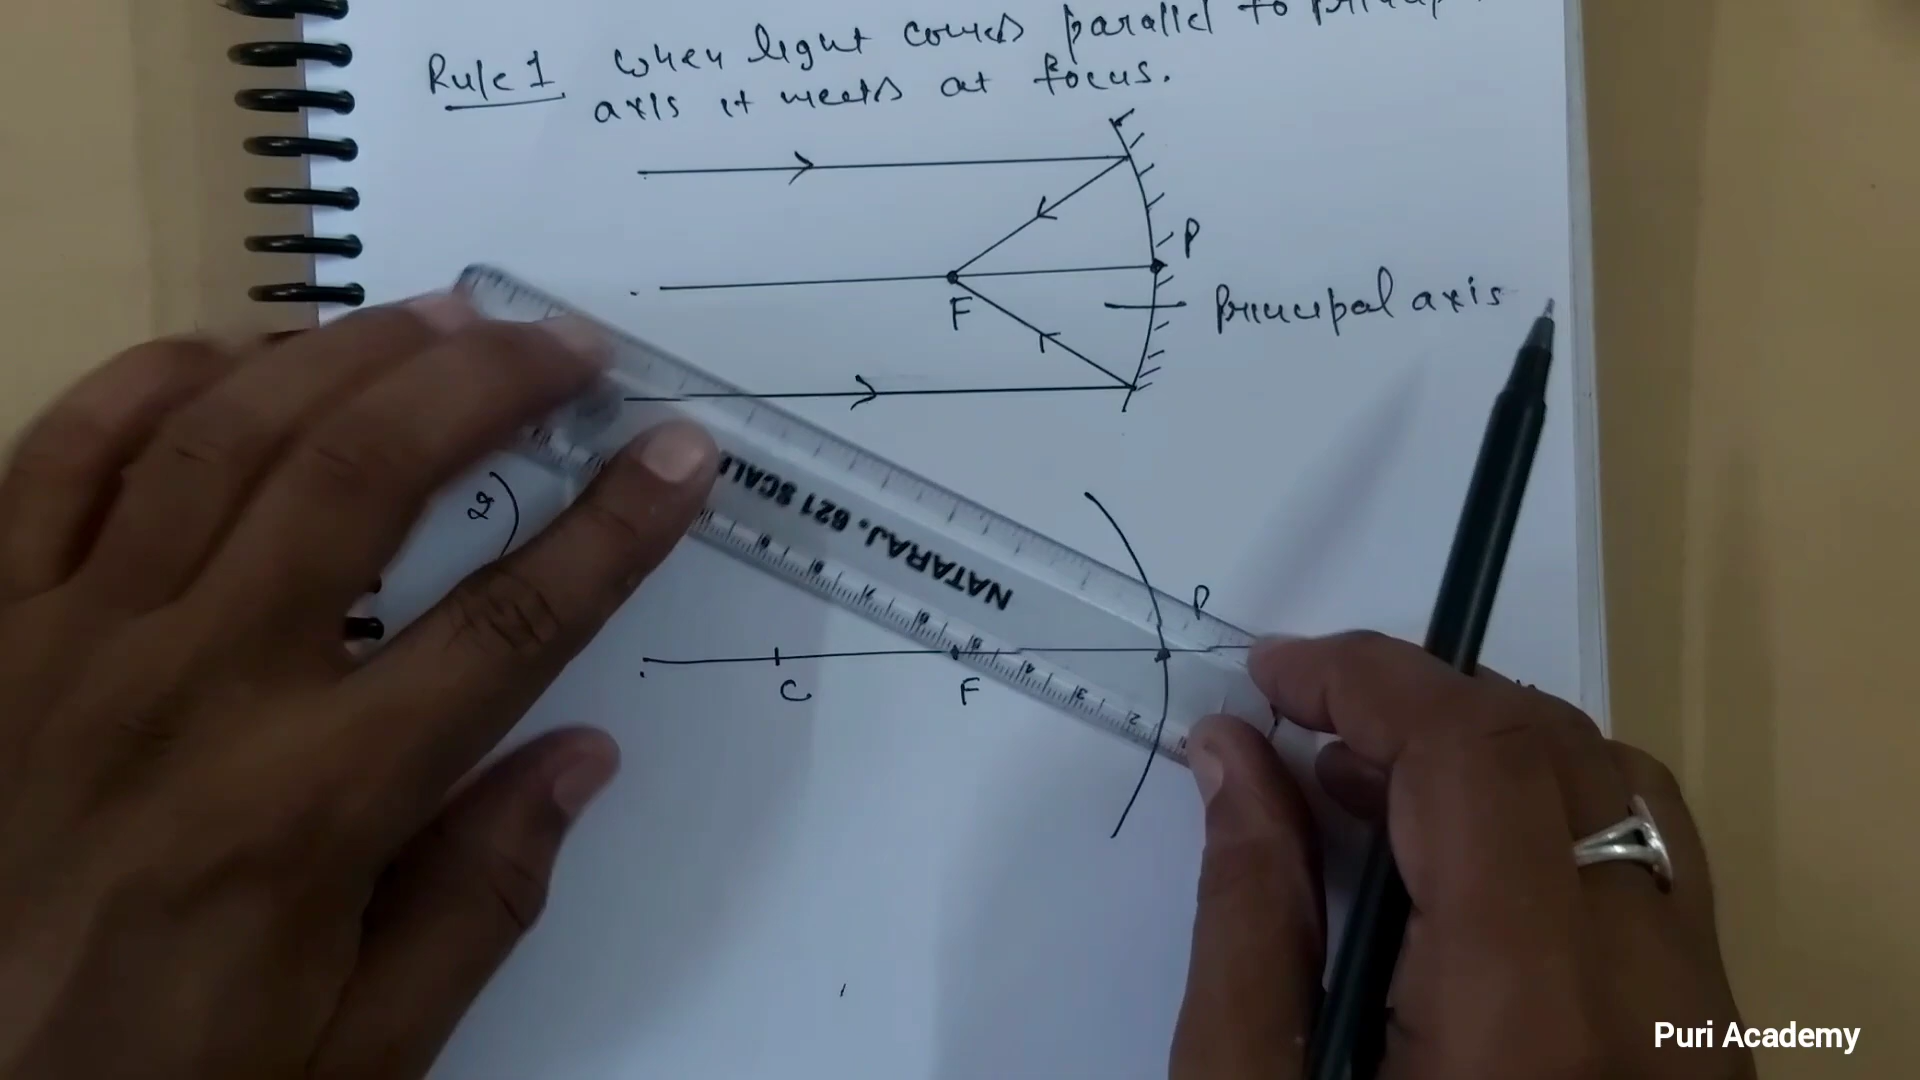 Rule 1 when light comes parallel to
axis it meets at focus.
P
F
Principal axis
NATARAJ. 621 SCALE
P
C
F
Puri Academy